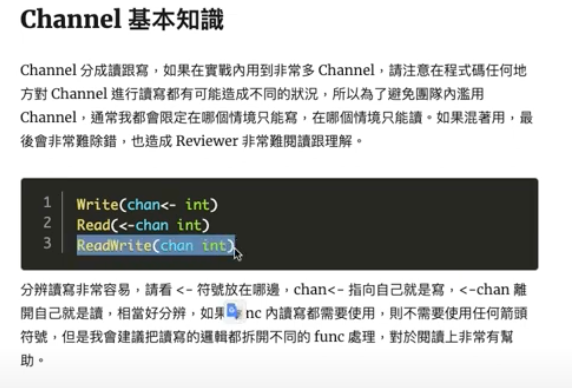 Channel 基本知識
Channel 分成讀跟寫，如果在實戰內用到非常多 Channel，請注意在程式碼任何地
方對 Channel 進行讀寫都有可能造成不同的狀況，所以為了避免團隊內濫用
Channel，通常我都會限定在哪個情境只能寫，在哪個情境只能讀。如果混著用，最
後會非常難除錯，也造成 Reviewer 非常難閱讀跟理解。
1 Write(chan<- int)
2 Read(<-chan int)
3 ReadWrite(chan int)
分辨讀寫非常容易，請看 <- 符號放在哪邊，chan<- 指向自己就是寫，<-chan 離
開自己就是讀，相當好分辨，如果 nc 內讀寫都需要使用，則不需要使用任何箭頭
符號，但是我會建議把讀寫的邏輯都拆開不同的 func 處理，對於閱讀上非常有幫
助。